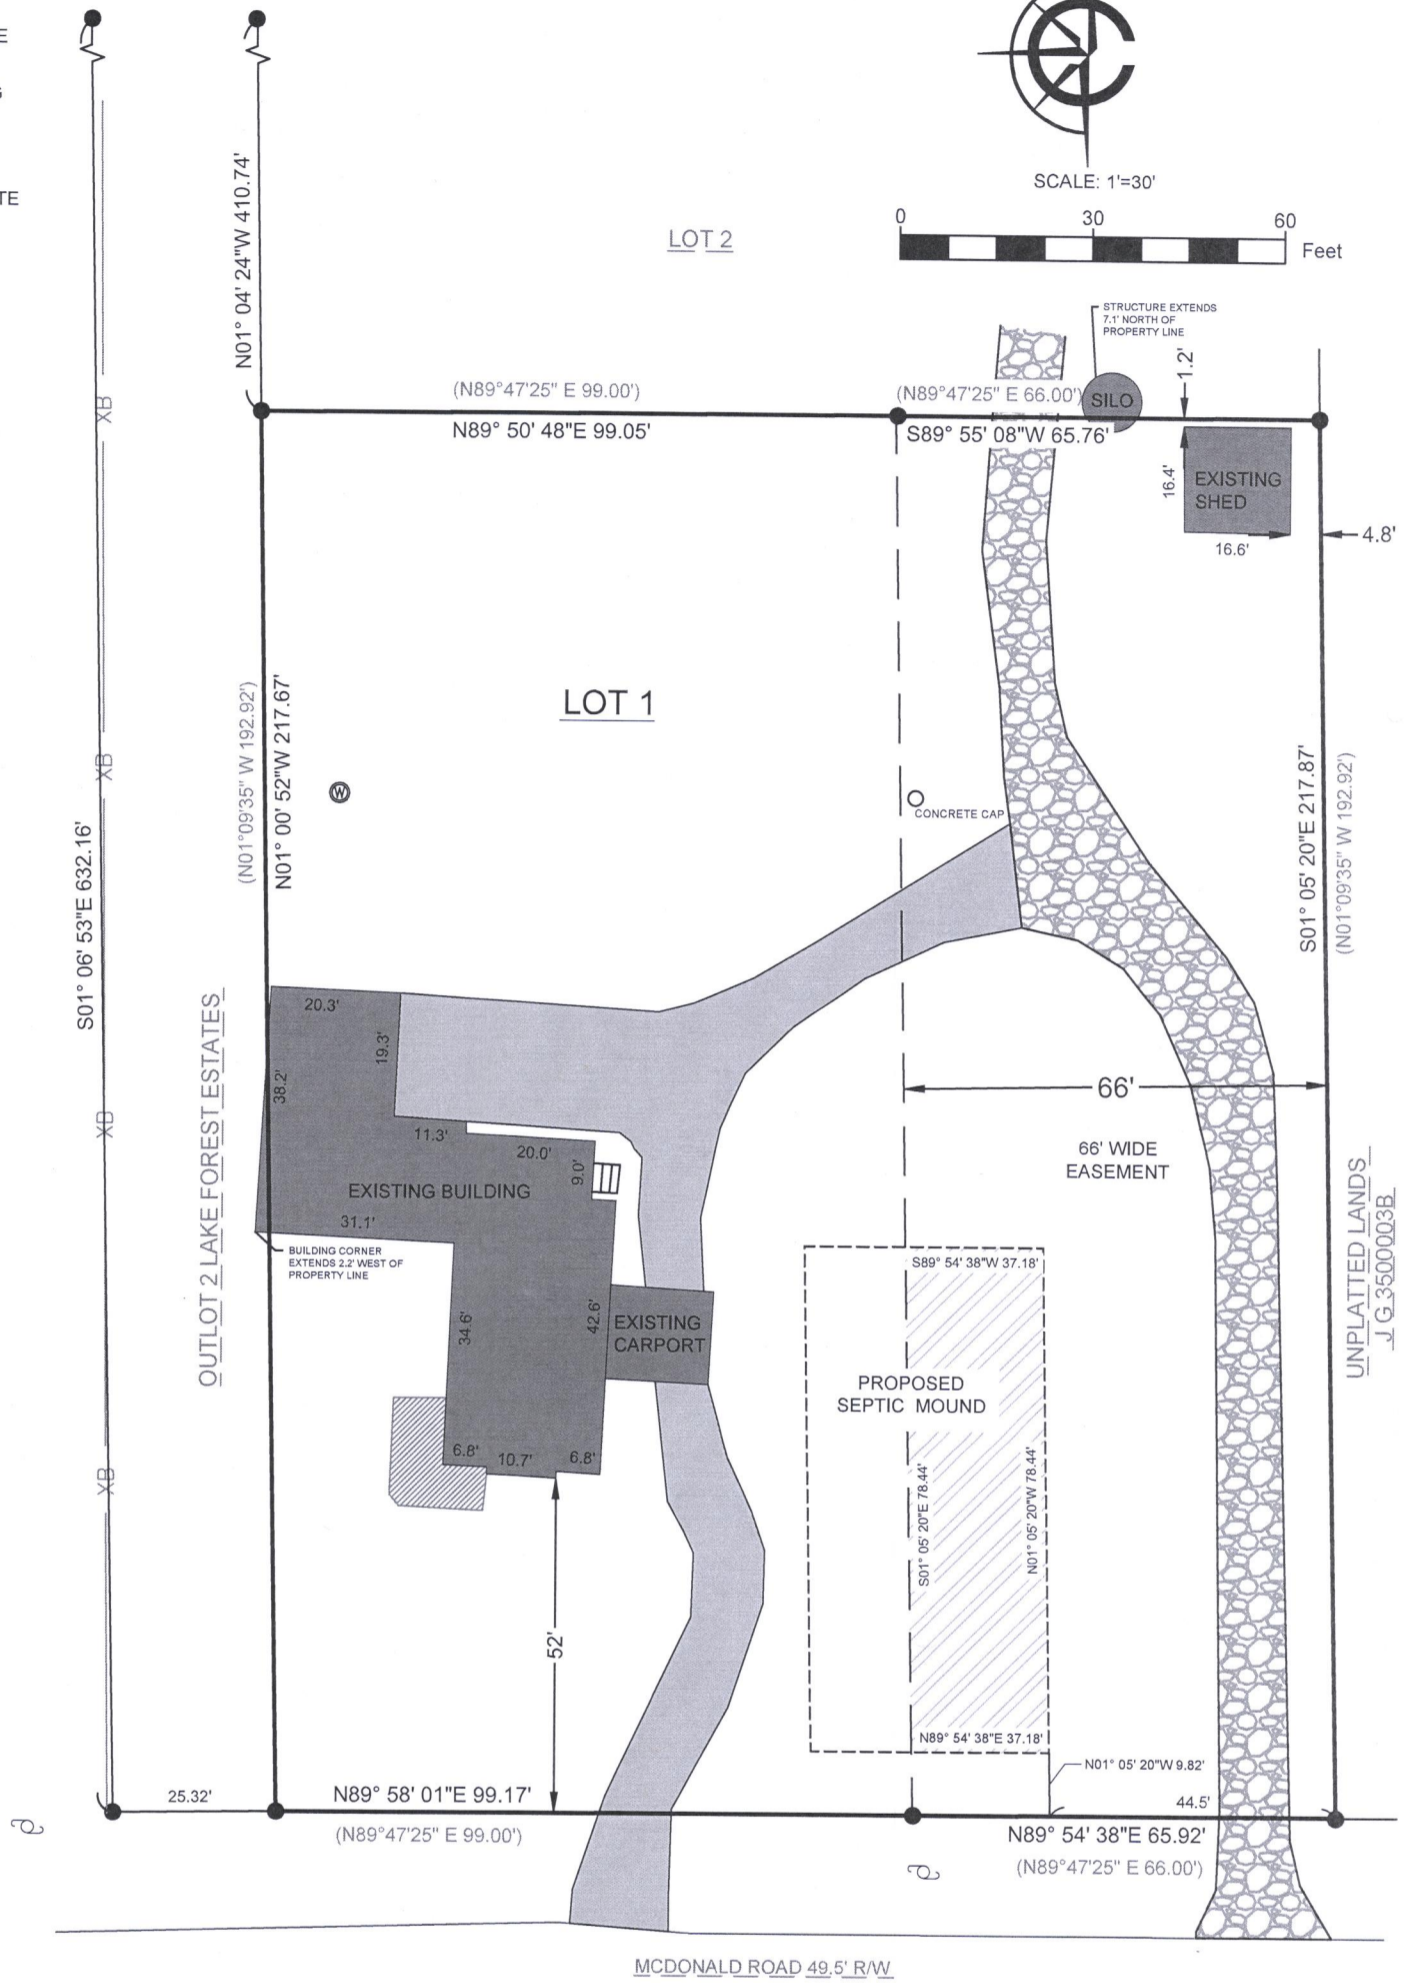 E
G
TE
SCALE: 1'=30'
0 30 60
Feet
LOT 2
N01° 04' 24"W 410.74'
STRUCTURE EXTENDS
7.1' NORTH OF
PROPERTY LINE
1.2'
(N89°47'25" E 99.00')
(N89°47'25" E 66.00')
SILO
XB
N89° 50' 48"E 99.05'
S89° 55' 08"W 65.76'
16.4'
EXISTING
SHED
4.8'
16.6'
LOT 1
(N01°09'35" W 192.92')
N01° 00' 52"W 217.67'
W
XB
CONCRETE CAP
S01° 05' 20"E 217.87'
(N01°09'35" W 192.92')
S01° 06' 53"E 632.16'
OUTLOT 2 LAKE FOREST ESTATES
20.3'
19.3'
38.2'
66'
XB
11.3'
20.0'
9.0'
66' WIDE
EASEMENT
EXISTING BUILDING
31.1'
BUILDING CORNER
EXTENDS 2.2' WEST OF
PROPERTY LINE
S89° 54' 38"W 37.18'
UNPLATTED LANDS
J G 3500003B
34.6'
42.6'
EXISTING
CARPORT
PROPOSED
SEPTIC MOUND
6.8'
10.7'
6.8'
XB
S01° 05' 20"E 78.44'
N01° 05' 20"W 78.44'
52'
N89° 54' 38"E 37.18'
N01° 05' 20"W 9.82'
25.32'
N89° 58' 01"E 99.17'
44.5'
(N89°47'25" E 99.00')
N89° 54' 38"E 65.92'
(N89°47'25" E 66.00')
MCDONALD ROAD 49.5' R/W